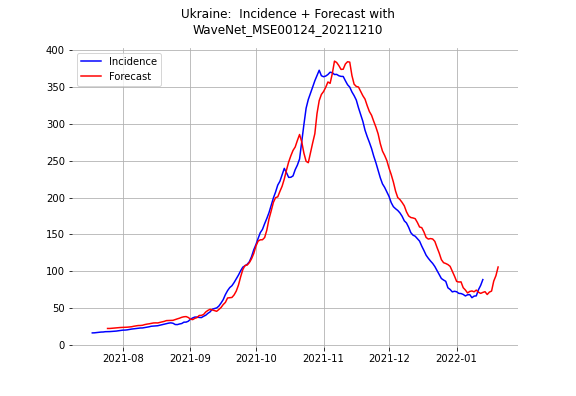 Ukraine:  Incidence + Forecast with
WaveNet_MSE00124_20211210
Incidence
Forecast
400
350
300
250
200
150
100
50
0
2021-08 2021-09 2021-10 2021-11 2021-12 2022-01